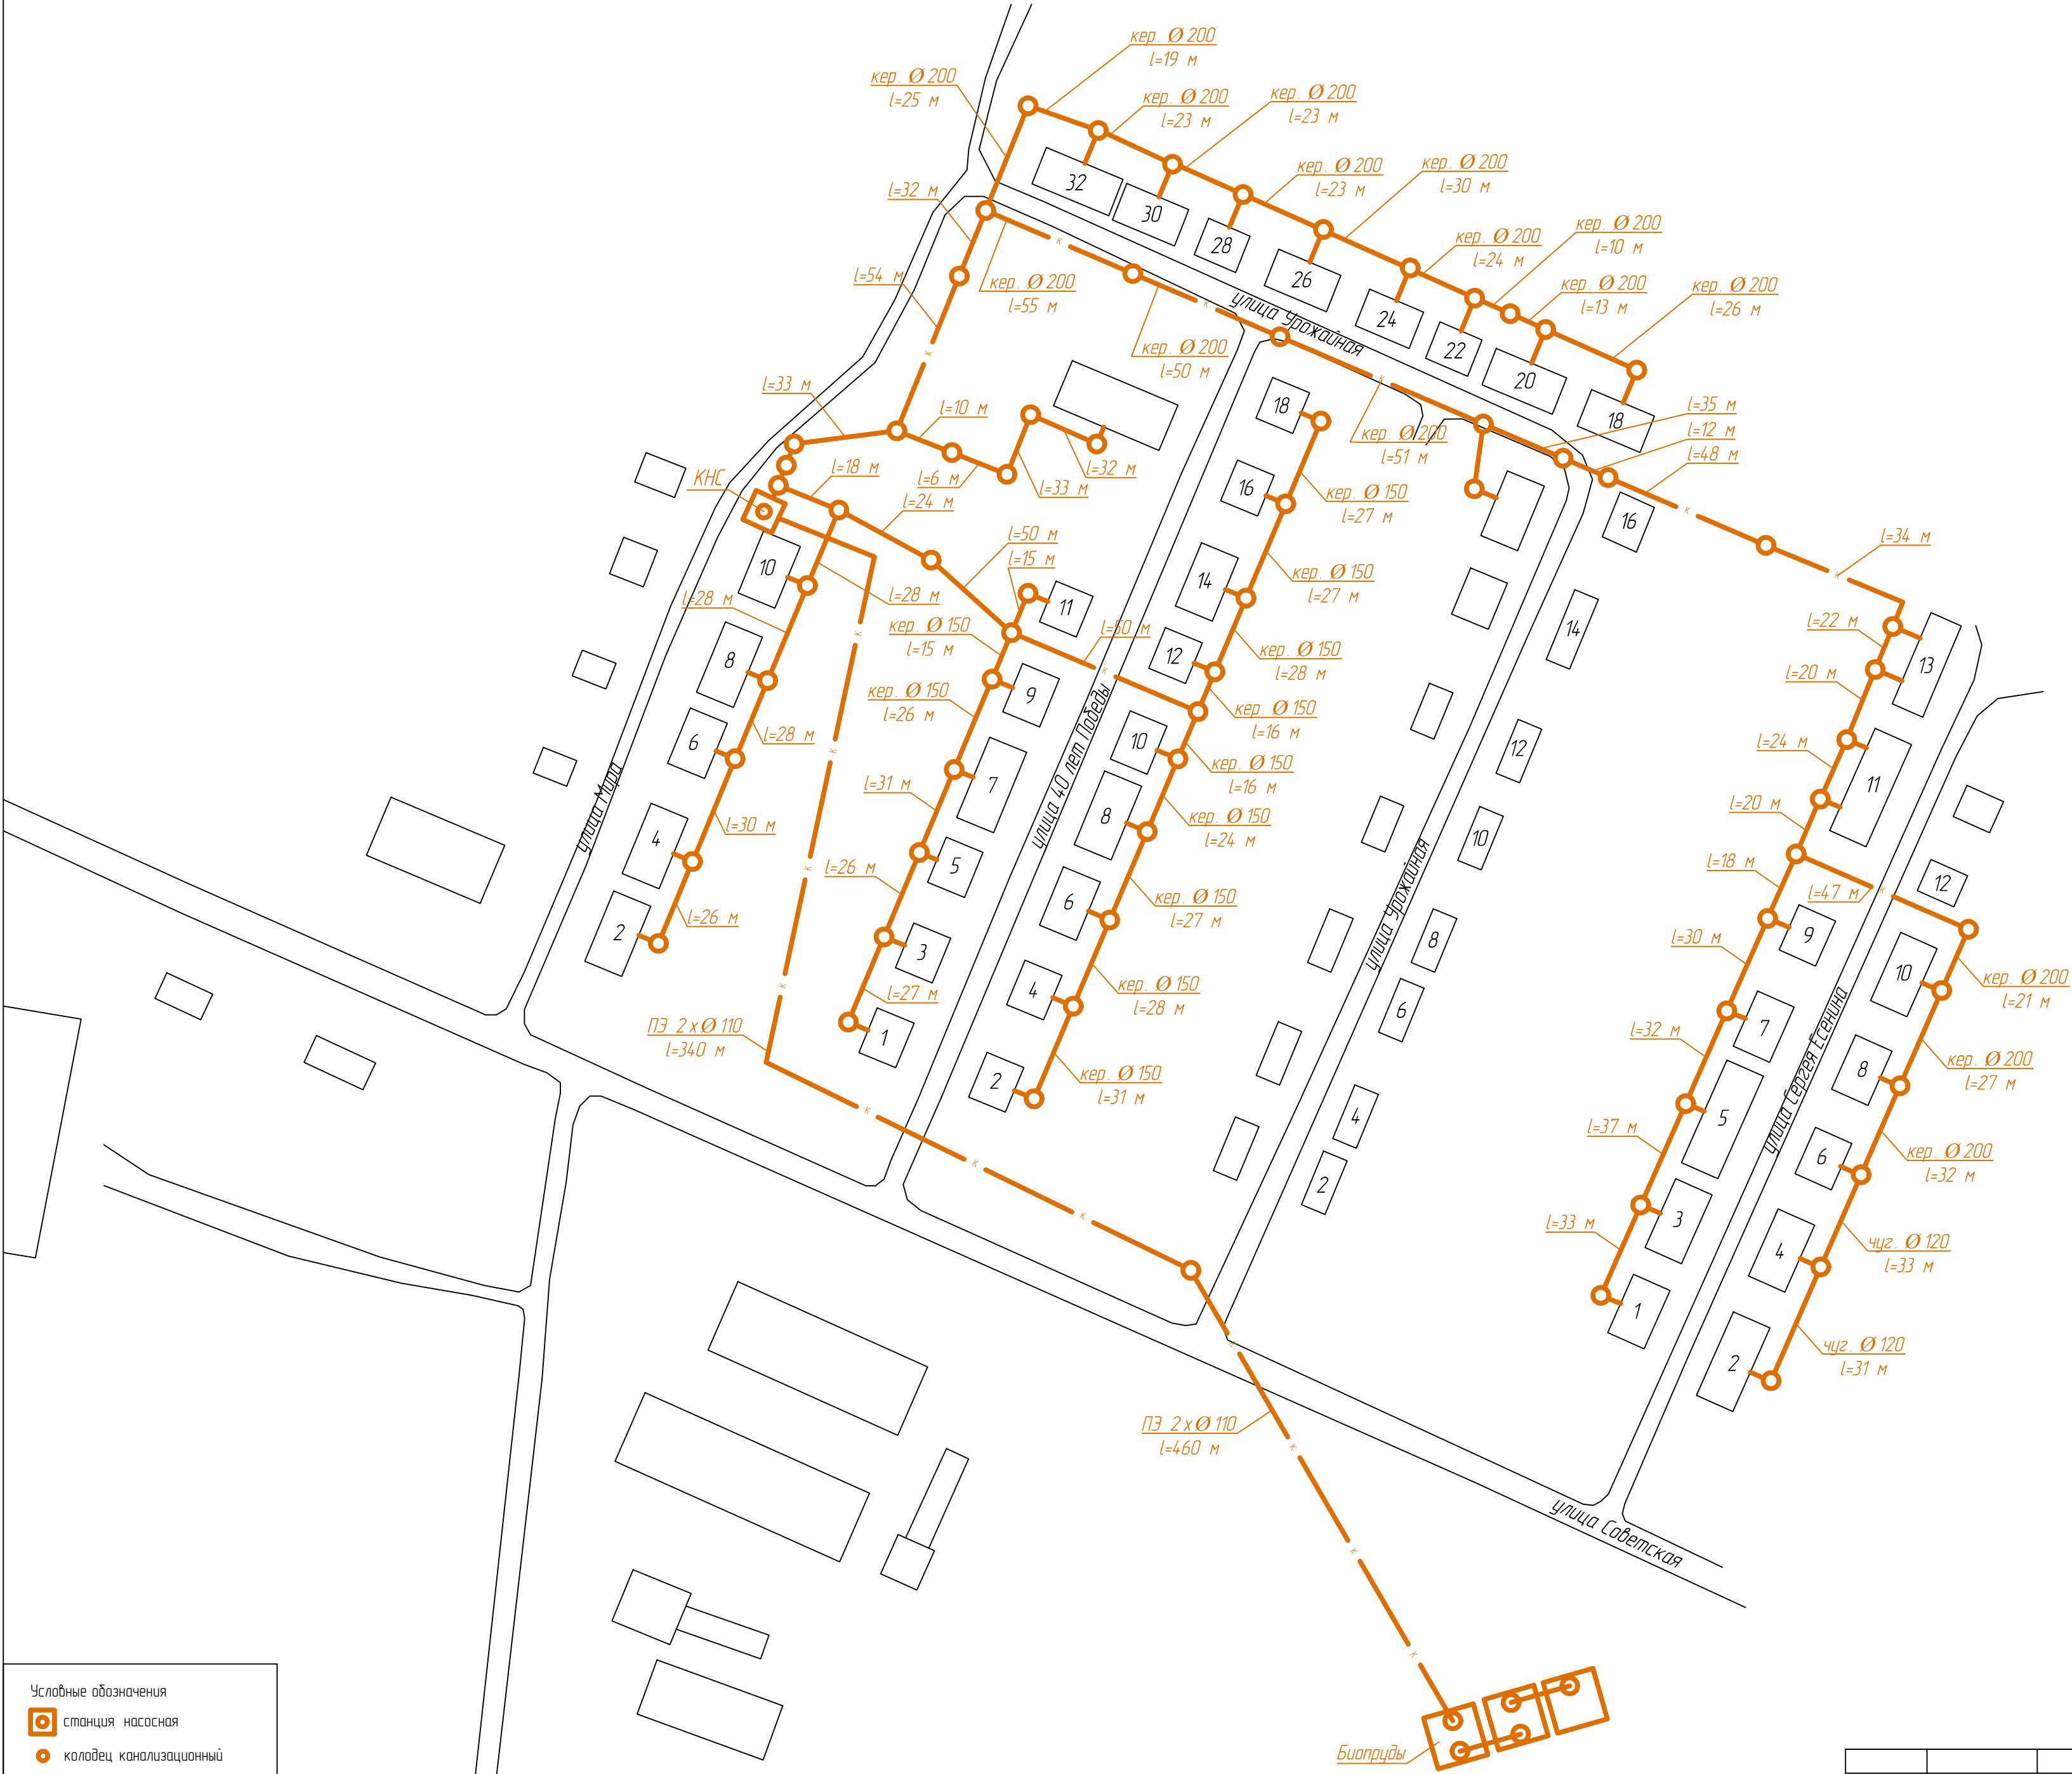 кер. Ø 200
l=19 м
кер. Ø 200
l=25 м
кер. Ø 200
l=23 м
кер. Ø 200
l=23 м
кер. Ø 200
l=23 м
кер. Ø 200
l=30 м
кер. Ø 200
l=24 м
кер. Ø 200
l=10 м
кер. Ø 200
l=13 м
кер. Ø 200
l=26 м
32
30
28
26
24
22
20
18
l=32 м
l=54 м
к
кер. Ø 200
l=55 м
к
кер. Ø 200
l=50 м
к
улица Урожайная
кер. Ø 200
l=51 м
l=35 м
l=12 м
l=48 м
к
l=34 м
к
l=33 м
к
l=10 м
l=6 м
l=33 м
l=32 м
КНС
l=18 м
l=24 м
l=50 м
l=15 м
l=28 м
l=28 м
10
8
6
4
2
l=28 м
l=30 м
l=26 м
улица Мира
11
9
7
5
3
1
кер. Ø 150
l=15 м
кер. Ø 150
l=26 м
l=31 м
l=26 м
l=27 м
l=50 м
к
улица 40 лет Победы
18
16
14
12
10
8
6
4
2
кер. Ø 150
l=27 м
кер. Ø 150
l=27 м
кер. Ø 150
l=28 м
кер. Ø 150
l=16 м
кер. Ø 150
l=16 м
кер. Ø 150
l=24 м
кер. Ø 150
l=27 м
кер. Ø 150
l=28 м
кер. Ø 150
l=31 м
16
14
12
10
8
6
4
2
улица Урожайная
l=22 м
l=20 м
l=24 м
l=20 м
l=18 м
l=47 м
к
l=30 м
l=32 м
l=37 м
l=33 м
13
11
9
7
5
3
1
улица Сергея Есенина
12
10
8
6
4
2
кер. Ø 200
l=21 м
кер. Ø 200
l=27 м
кер. Ø 200
l=32 м
чуг. Ø 120
l=33 м
чуг. Ø 120
l=31 м
к
к
к
к
ПЭ 2 х Ø 110
l=340 м
к
к
к
к
ПЭ 2 х Ø 110
l=460 м
к
к
к
улица Советская
Биопруды
Условные обозначения
станция насосная
колодец канализационный